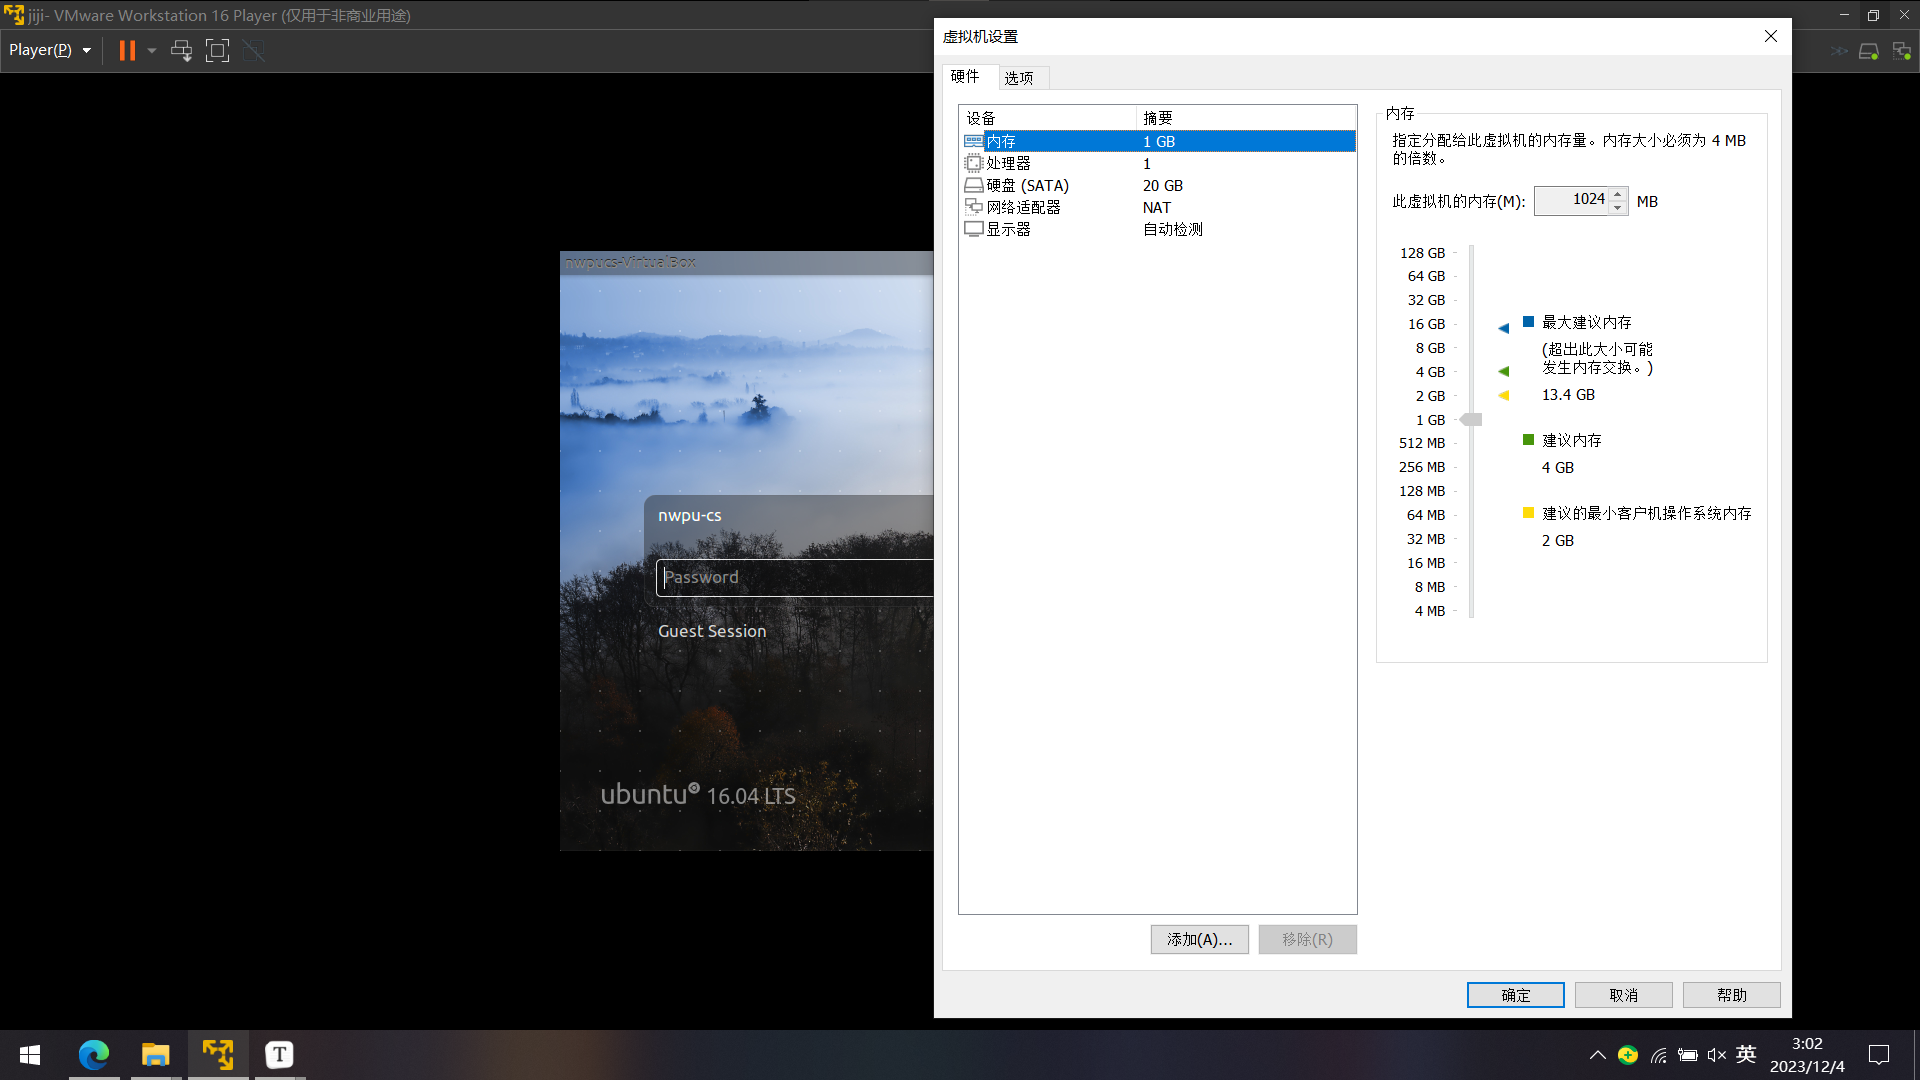 jiji- VMware Workstation 16 Player (仅用于非商业用途)
Player(P)
虚拟机设置
硬件
选项
设备 摘要
内存 1 GB
处理器 1
硬盘 (SATA) 20 GB
网络适配器 NAT
显示器 自动检测
添加(A)...
移除(R)
内存
指定分配给此虚拟机的内存量。内存大小必须为 4 MB
的倍数。
此虚拟机的内存(M): 1024 MB
128 GB
64 GB
32 GB
16 GB
8 GB
4 GB
2 GB
1 GB
512 MB
256 MB
128 MB
64 MB
32 MB
16 MB
8 MB
4 MB
最大建议内存
(超出此大小可能
发生内存交换。)
13.4 GB
建议内存
4 GB
建议的最小客户机操作系统内存
2 GB
确定
取消
帮助
nwpucs-VirtualBox
nwpu-cs
Password
Guest Session
ubuntu 16.04 LTS
T
英
3:02
2023/12/4